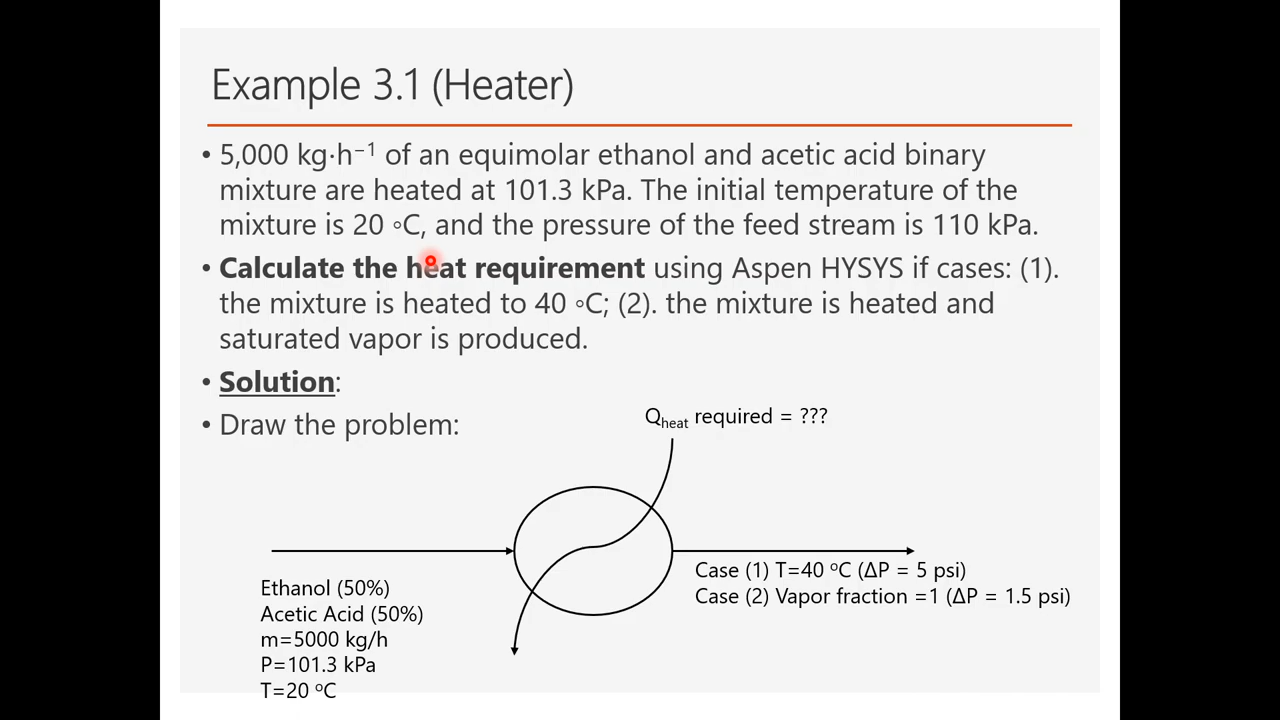 Example 3.1 (Heater)
• 5,000 kg·h⁻¹ of an equimolar ethanol and acetic acid binary
mixture are heated at 101.3 kPa. The initial temperature of the
mixture is 20 ∘C, and the pressure of the feed stream is 110 kPa.
• Calculate the heat requirement using Aspen HYSYS if cases: (1).
the mixture is heated to 40 ∘C; (2). the mixture is heated and
saturated vapor is produced.
• Solution:
• Draw the problem:
Qheat required = ???
Case (1) T=40 ºC (ΔP = 5 psi)
Case (2) Vapor fraction =1 (ΔP = 1.5 psi)
Ethanol (50%)
Acetic Acid (50%)
m=5000 kg/h
P=101.3 kPa
T=20 ºC